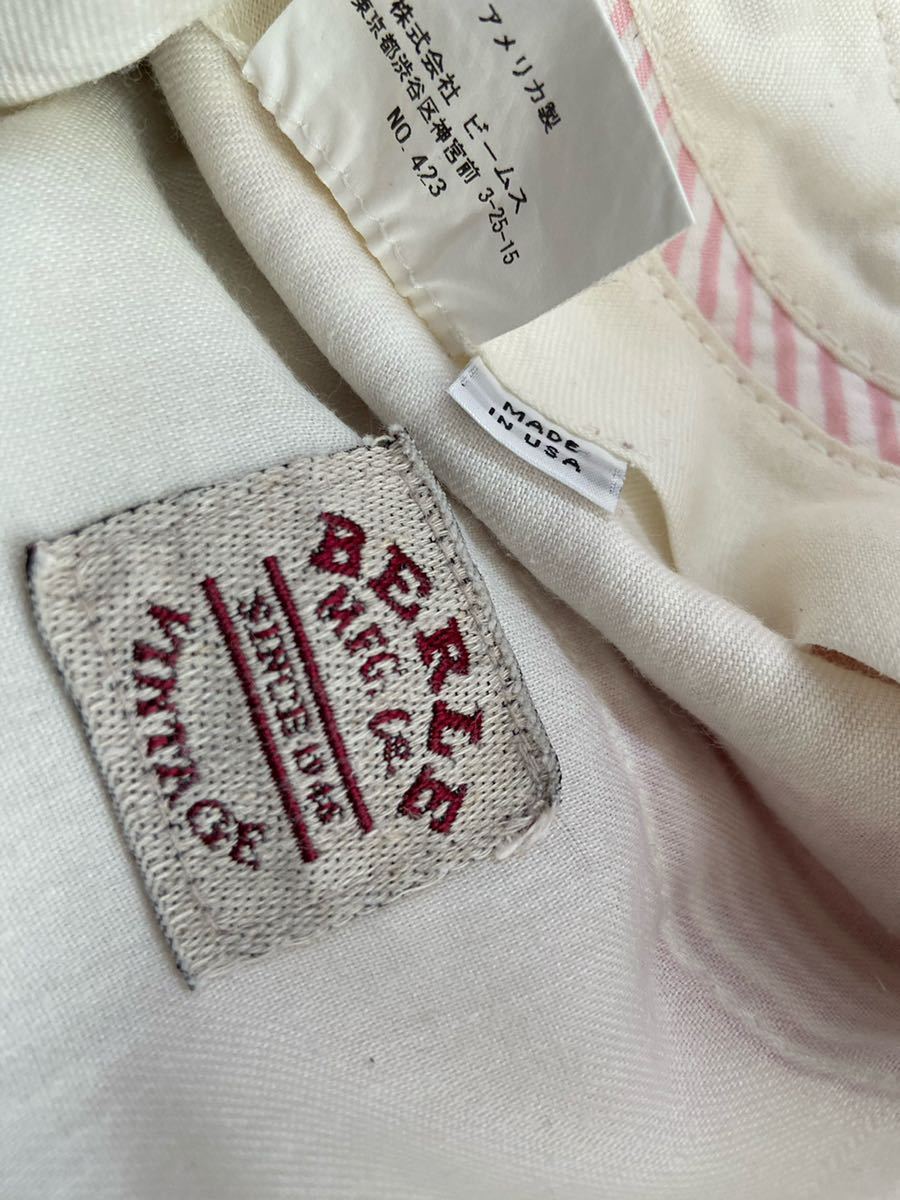 アメリカ製
株式会社 ビームス
東京都渋谷区神宮前 3-25-15
NO. 423
MADE
IN USA
BERLE
MFG. Co.
SINCE 1946
VINTAGE